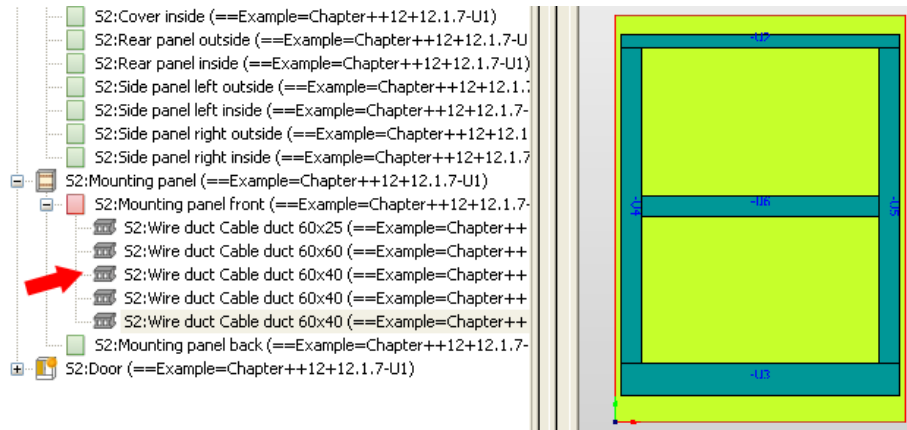 S2:Cover inside (==Example=Chapter++12+12.1.7-U1)
S2:Rear panel outside (==Example=Chapter++12+12.1.7-U
S2:Rear panel inside (==Example=Chapter++12+12.1.7-U1)
S2:Side panel left outside (==Example=Chapter++12+12.1.
S2:Side panel left inside (==Example=Chapter++12+12.1.7-
S2:Side panel right outside (==Example=Chapter++12+12.1
S2:Side panel right inside (==Example=Chapter++12+12.1.7
S2:Mounting panel (==Example=Chapter++12+12.1.7-U1)
S2:Mounting panel front (==Example=Chapter++12+12.1.7-
S2:Wire duct Cable duct 60x25 (==Example=Chapter++
S2:Wire duct Cable duct 60x60 (==Example=Chapter++
S2:Wire duct Cable duct 60x40 (==Example=Chapter++
S2:Wire duct Cable duct 60x40 (==Example=Chapter++
S2:Wire duct Cable duct 60x40 (==Example=Chapter++
S2:Mounting panel back (==Example=Chapter++12+12.1.7-
S2:Door (==Example=Chapter++12+12.1.7-U1)
-U2
-U4
-U6
-U5
-U3